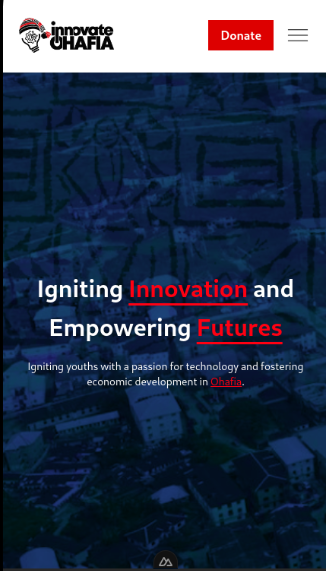 innovate
OHAFIA
Donate
Igniting Innovation and
Empowering Futures
Igniting youths with a passion for technology and fostering
economic development in Ohafia.